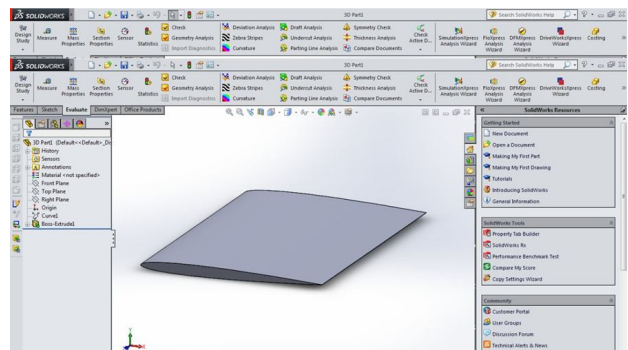 SOLIDWORKS
3D Part1
Search SolidWorks Help
Design Study
Measure
Mass Properties
Section Properties
Sensor
Statistics
Check
Geometry Analysis
Import Diagnostics
Deviation Analysis
Zebra Stripes
Curvature
Draft Analysis
Undercut Analysis
Parting Line Analysis
Symmetry Check
Thickness Analysis
Compare Documents
Check Active D...
SimulationXpress Analysis Wizard
FloXpress Analysis Wizard
DFMXpress Analysis Wizard
DriveWorksXpress Wizard
Costing
SOLIDWORKS
3D Part1
Search SolidWorks Help
Design Study
Measure
Mass Properties
Section Properties
Sensor
Statistics
Check
Geometry Analysis
Import Diagnostics
Deviation Analysis
Zebra Stripes
Curvature
Draft Analysis
Undercut Analysis
Parting Line Analysis
Symmetry Check
Thickness Analysis
Compare Documents
Check Active D...
SimulationXpress Analysis Wizard
FloXpress Analysis Wizard
DFMXpress Analysis Wizard
DriveWorksXpress Wizard
Costing
Features Sketch Evaluate DimXpert Office Products
3D Part1 (Default<<Default>_Dis
History
Sensors
Annotations
Material <not specified>
Front Plane
Top Plane
Right Plane
Origin
Curve1
Boss-Extrude1
SolidWorks Resources
Getting Started
New Document
Open a Document
Making My First Part
Making My First Drawing
Tutorials
Introducing SolidWorks
General Information
SolidWorks Tools
Property Tab Builder
SolidWorks Rx
Performance Benchmark Test
Compare My Score
Copy Settings Wizard
Community
Customer Portal
User Groups
Discussion Forum
Technical Alerts & News